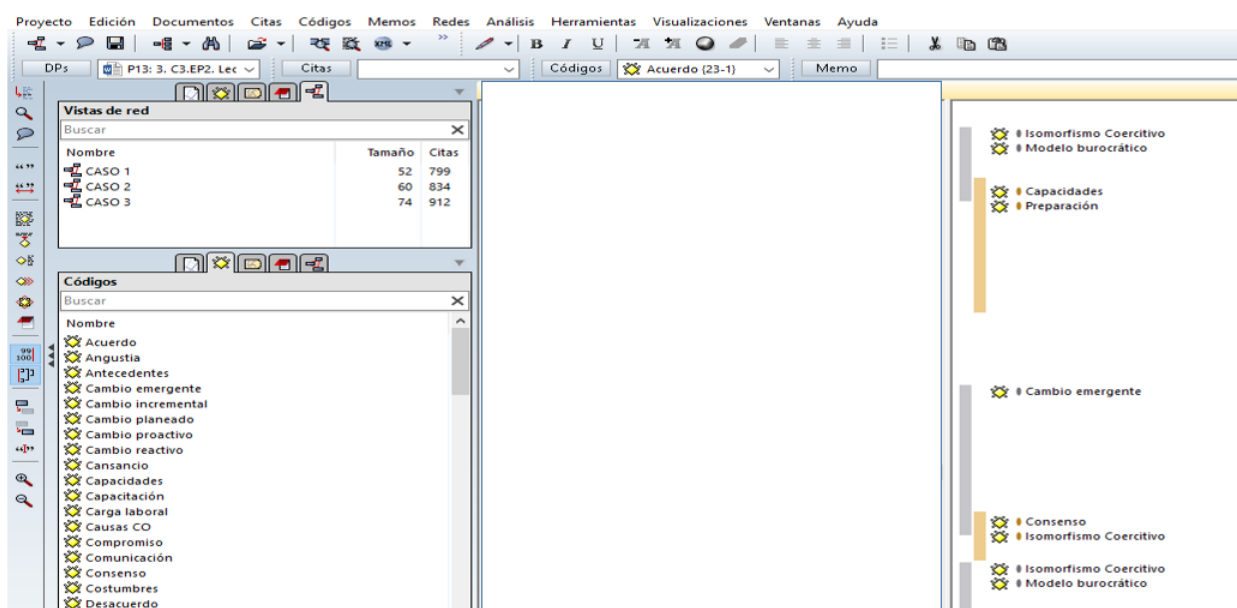 Proyecto Edición Documentos Citas Códigos Memos Redes Análisis Herramientas Visualizaciones Ventanas Ayuda
B I U
DPs P13: 3. C3.EP2. Lec Citas Códigos Acuerdo {23-1} Memo
Vistas de red
Buscar
Nombre Tamaño Citas
CASO 1 52 799
CASO 2 60 834
CASO 3 74 912
Códigos
Buscar
Nombre
Acuerdo
Angustia
Antecedentes
Cambio emergente
Cambio incremental
Cambio planeado
Cambio proactivo
Cambio reactivo
Cansancio
Capacidades
Capacitación
Carga laboral
Causas CO
Compromiso
Comunicación
Consenso
Costumbres
Desacuerdo
Isomorfismo Coercitivo
Modelo burocrático
Capacidades
Preparación
Cambio emergente
Consenso
Isomorfismo Coercitivo
Isomorfismo Coercitivo
Modelo burocrático